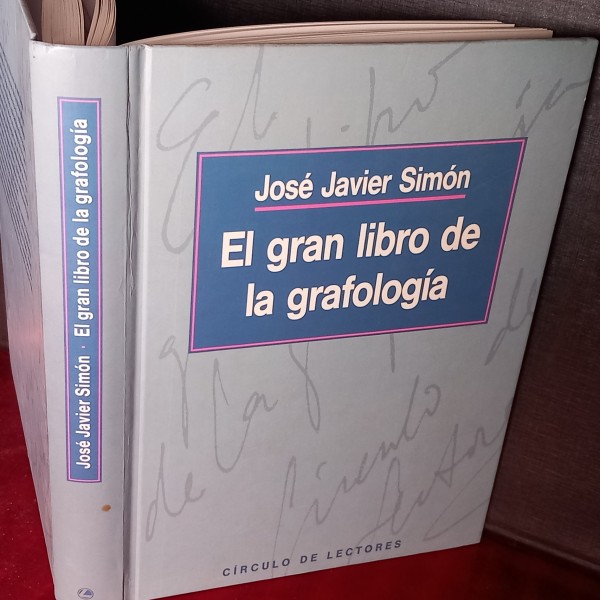 José Javier Simón · El gran libro de la grafología
José Javier Simón
El gran libro de
la grafología
CÍRCULO DE LECTORES